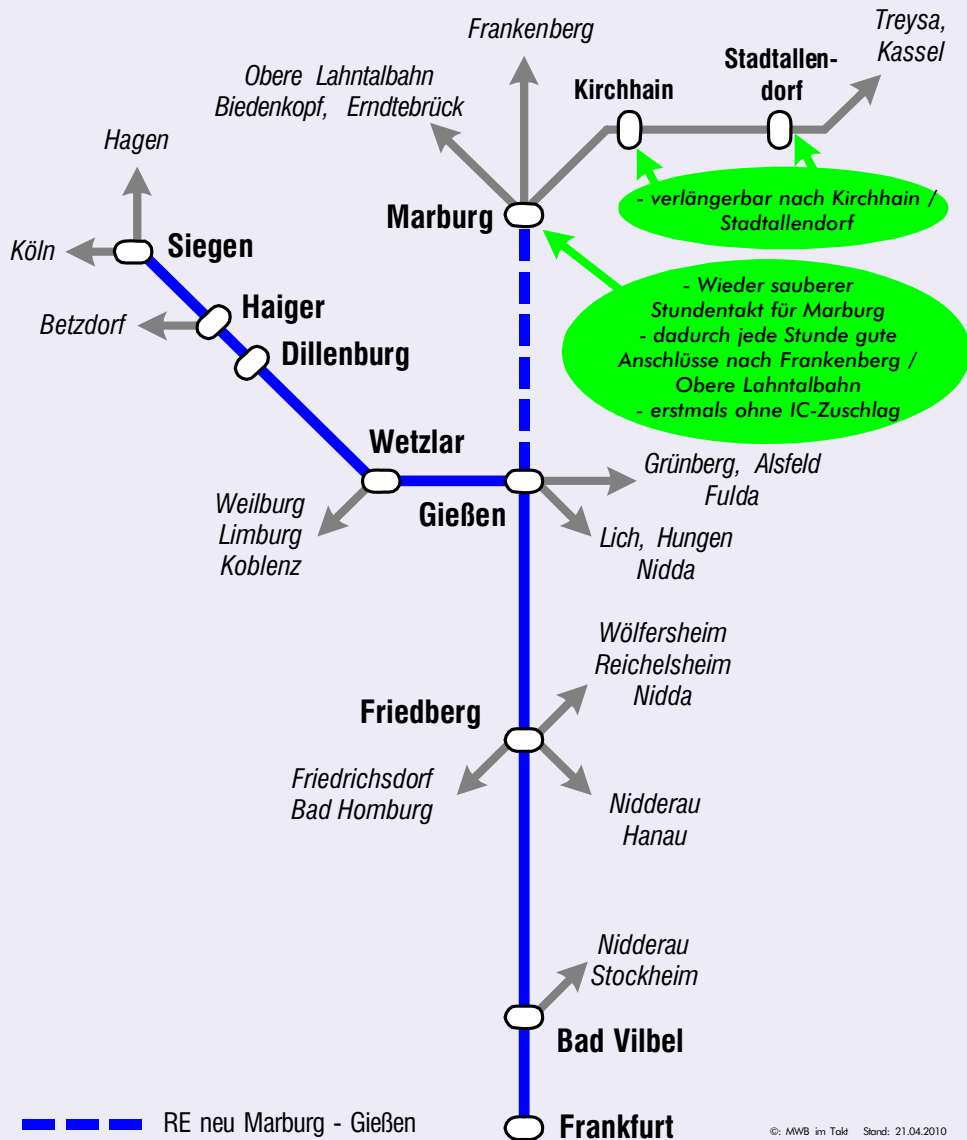 Frankenberg
Treysa,
Kassel
Obere Lahntalbahn
Biedenkopf, Erndtebrück
Kirchhain
Stadtallen-
dorf
Hagen
- verlängerbar nach Kirchhain /
Stadtallendorf
Marburg
Köln
Siegen
- Wieder sauberer
Stundentakt für Marburg
- dadurch jede Stunde gute
Anschlüsse nach Frankenberg /
Obere Lahntalbahn
- erstmals ohne IC-Zuschlag
Haiger
Betzdorf
Dillenburg
Wetzlar
Grünberg, Alsfeld
Fulda
Weilburg
Limburg
Koblenz
Gießen
Lich, Hungen
Nidda
Wölfersheim
Reichelsheim
Nidda
Friedberg
Friedrichsdorf
Bad Homburg
Nidderau
Hanau
Nidderau
Stockheim
Bad Vilbel
RE neu Marburg - Gießen
Frankfurt
©: MWB im Takt Stand: 21.04.2010